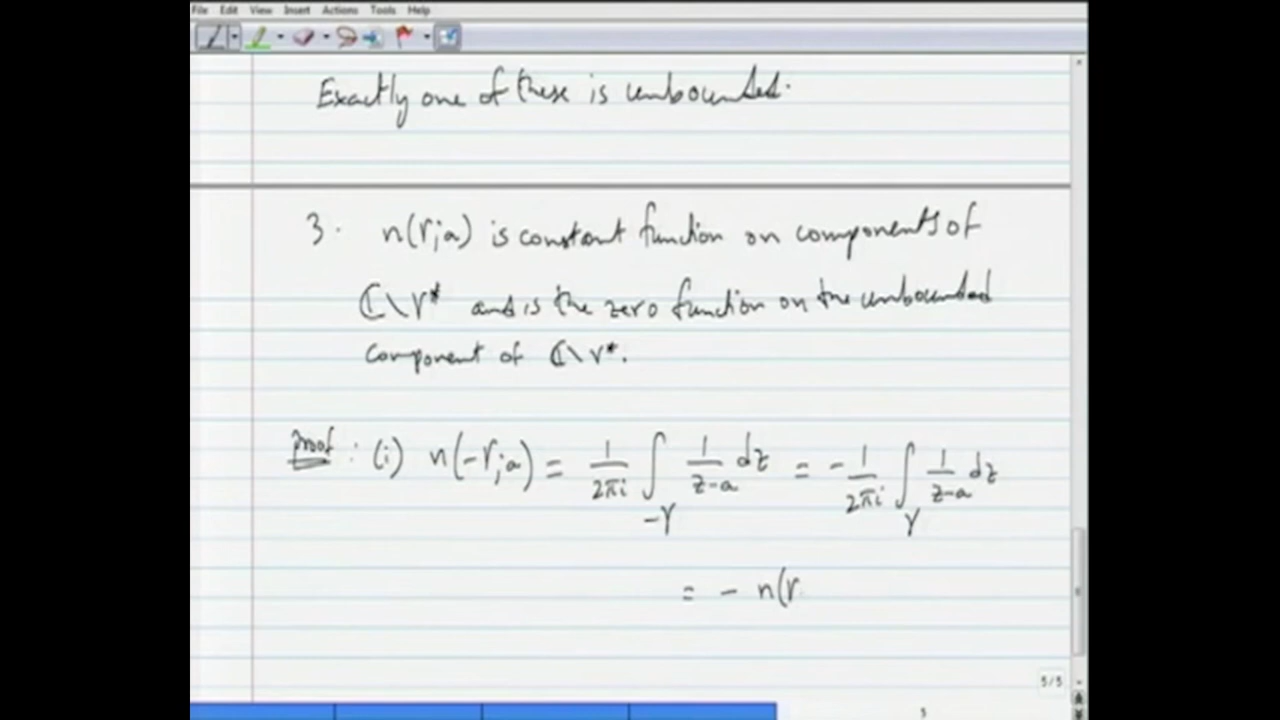 File Edit View Insert Actions Tools Help
Exactly one of these is unbounded.
3. n(γ;a) is constant function on components of
ℂ\γ* and is the zero function on the unbounded
component of ℂ\γ*.
Proof: (i) n(-γ;a) = 1/2πi ∫_{-γ} 1/z-a dz = -1/2πi ∫_γ 1/z-a dz
= - n(γ
5/5
5